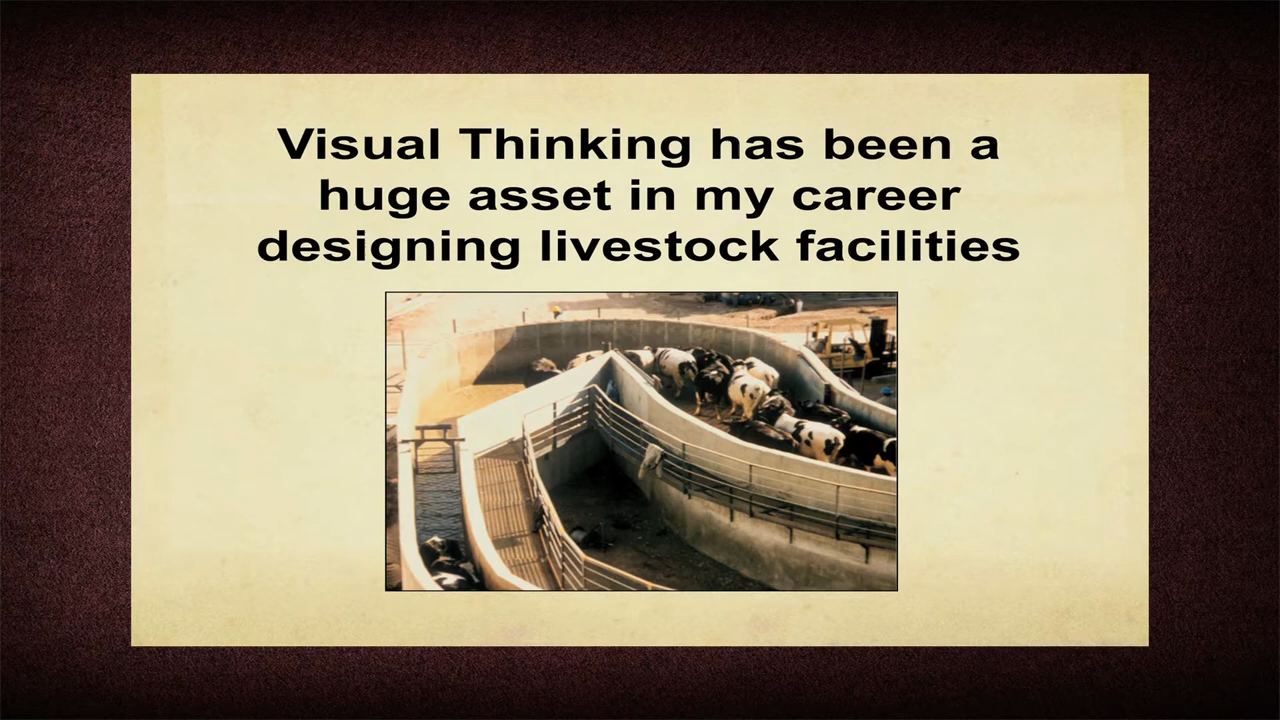 Visual Thinking has been a
huge asset in my career
designing livestock facilities